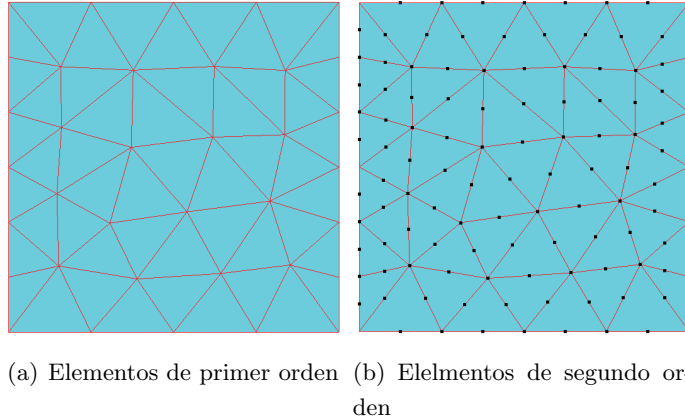 (a) Elementos de primer orden
(b) Elelmentos de segundo or-
den